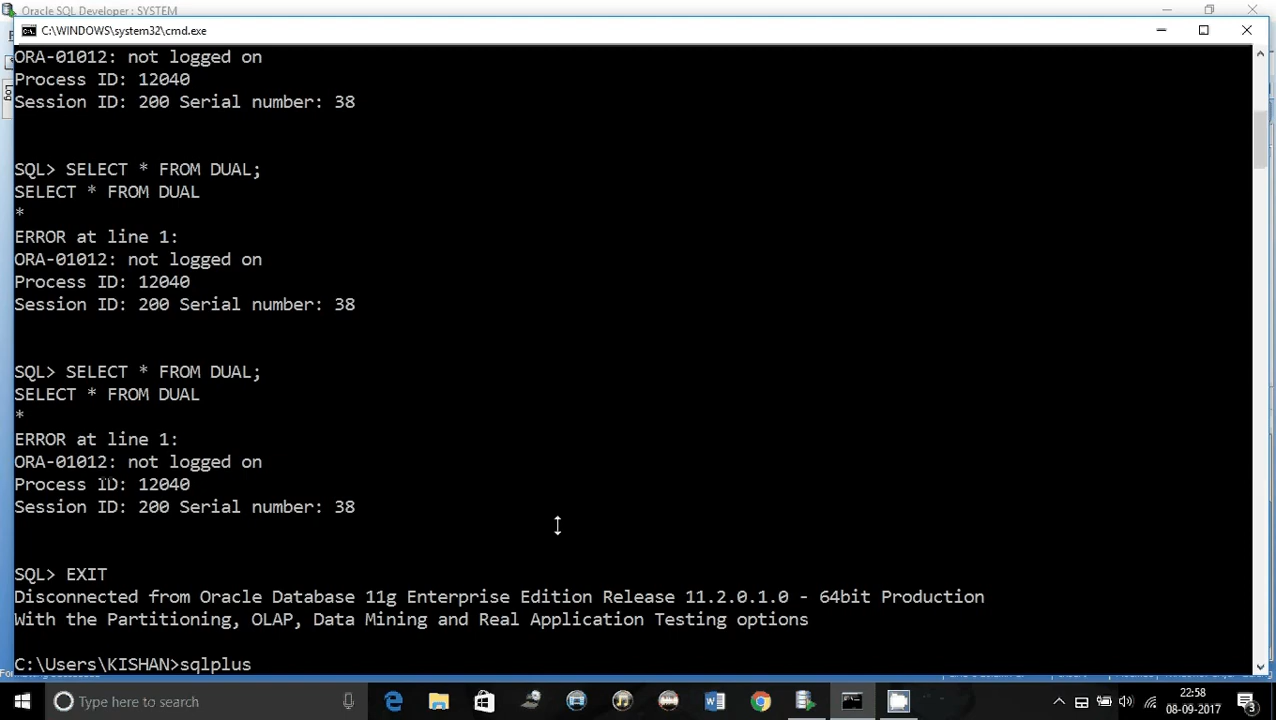 Oracle SQL Developer : SYSTEM
C:\WINDOWS\system32\cmd.exe
ORA-01012: not logged on
Process ID: 12040
Session ID: 200 Serial number: 38
SQL> SELECT * FROM DUAL;
SELECT * FROM DUAL
*
ERROR at line 1:
ORA-01012: not logged on
Process ID: 12040
Session ID: 200 Serial number: 38
SQL> SELECT * FROM DUAL;
SELECT * FROM DUAL
*
ERROR at line 1:
ORA-01012: not logged on
Process ID: 12040
Session ID: 200 Serial number: 38
SQL> EXIT
Disconnected from Oracle Database 11g Enterprise Edition Release 11.2.0.1.0 - 64bit Production
With the Partitioning, OLAP, Data Mining and Real Application Testing options
C:\Users\KISHAN>sqlplus
Log
Type here to search
22:58
08-09-2017
3